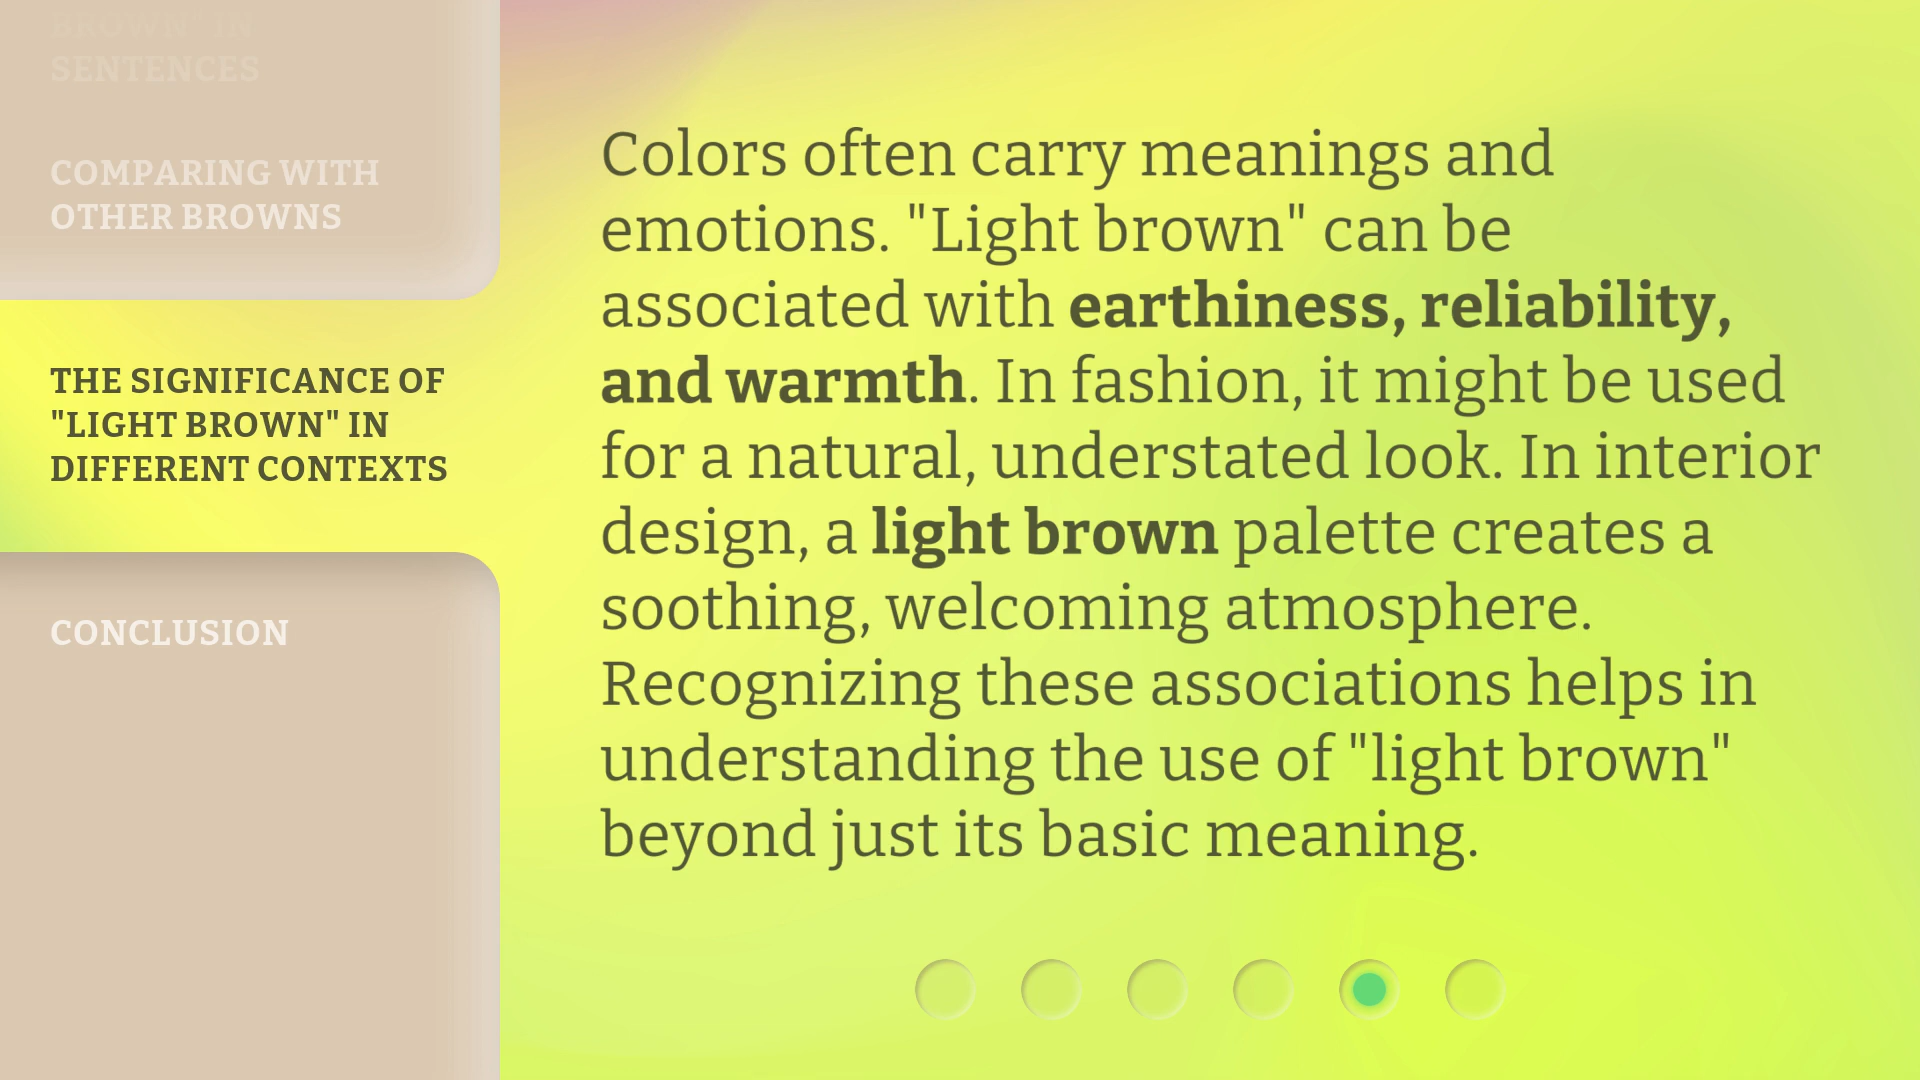 BROWN" IN
SENTENCES
COMPARING WITH
OTHER BROWNS
THE SIGNIFICANCE OF
"LIGHT BROWN" IN
DIFFERENT CONTEXTS
CONCLUSION
Colors often carry meanings and
emotions. "Light brown" can be
associated with earthiness, reliability,
and warmth. In fashion, it might be used
for a natural, understated look. In interior
design, a light brown palette creates a
soothing, welcoming atmosphere.
Recognizing these associations helps in
understanding the use of "light brown"
beyond just its basic meaning.